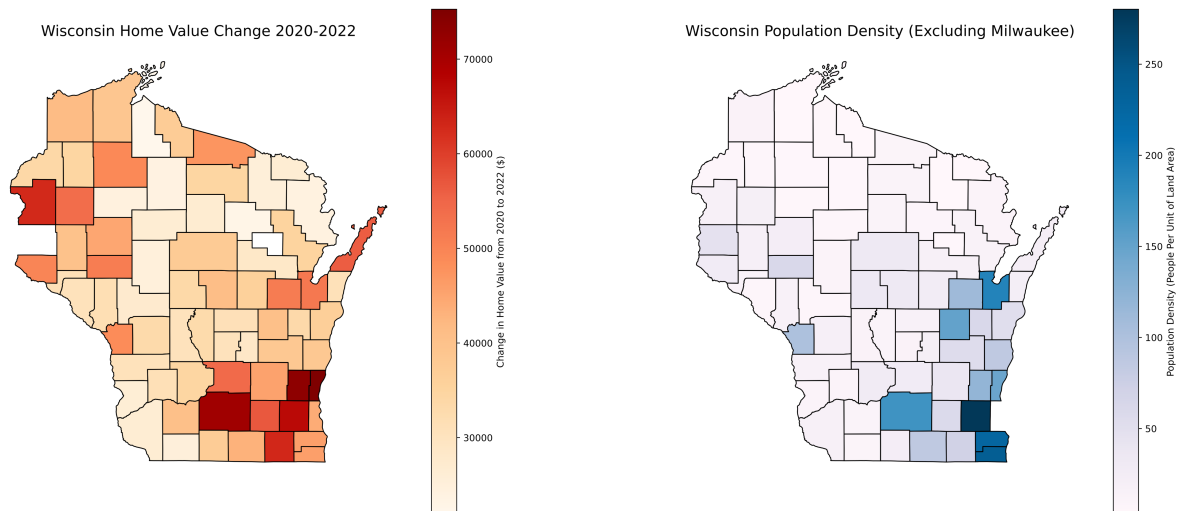 Wisconsin Home Value Change 2020-2022
70000
60000
50000
40000
30000
Change in Home Value from 2020 to 2022 ($)
Wisconsin Population Density (Excluding Milwaukee)
250
200
150
100
50
Population Density (People Per Unit of Land Area)